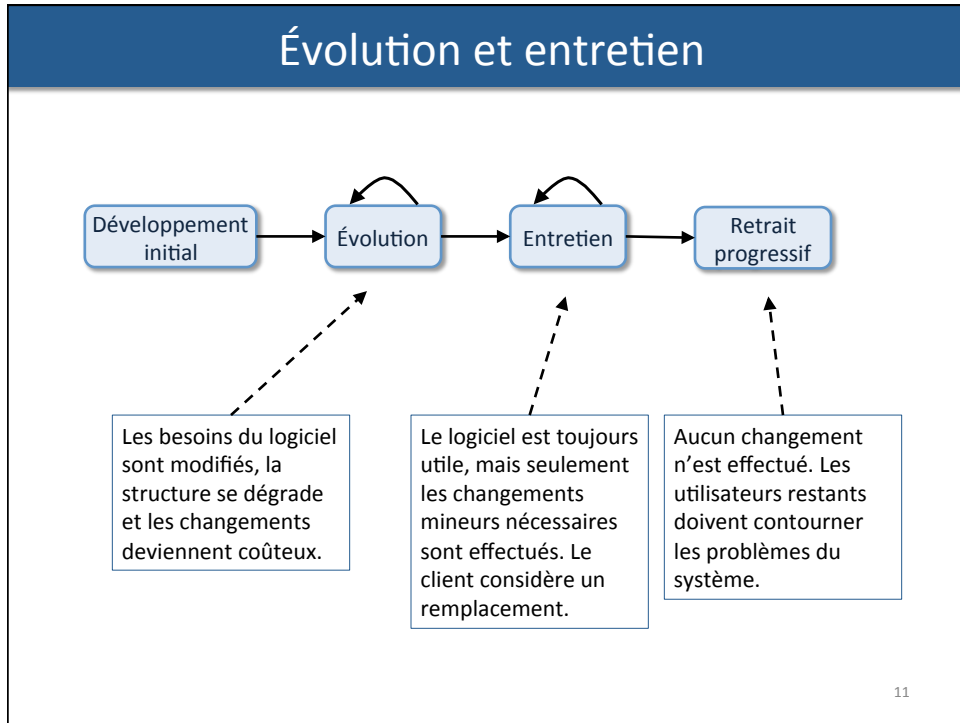 Évolution et entretien
Développement
initial
Évolution
Entretien
Retrait
progressif
Les besoins du logiciel
sont modifiés, la
structure se dégrade
et les changements
deviennent coûteux.
Le logiciel est toujours
utile, mais seulement
les changements
mineurs nécessaires
sont effectués. Le
client considère un
remplacement.
Aucun changement
n’est effectué. Les
utilisateurs restants
doivent contourner
les problèmes du
système.
11